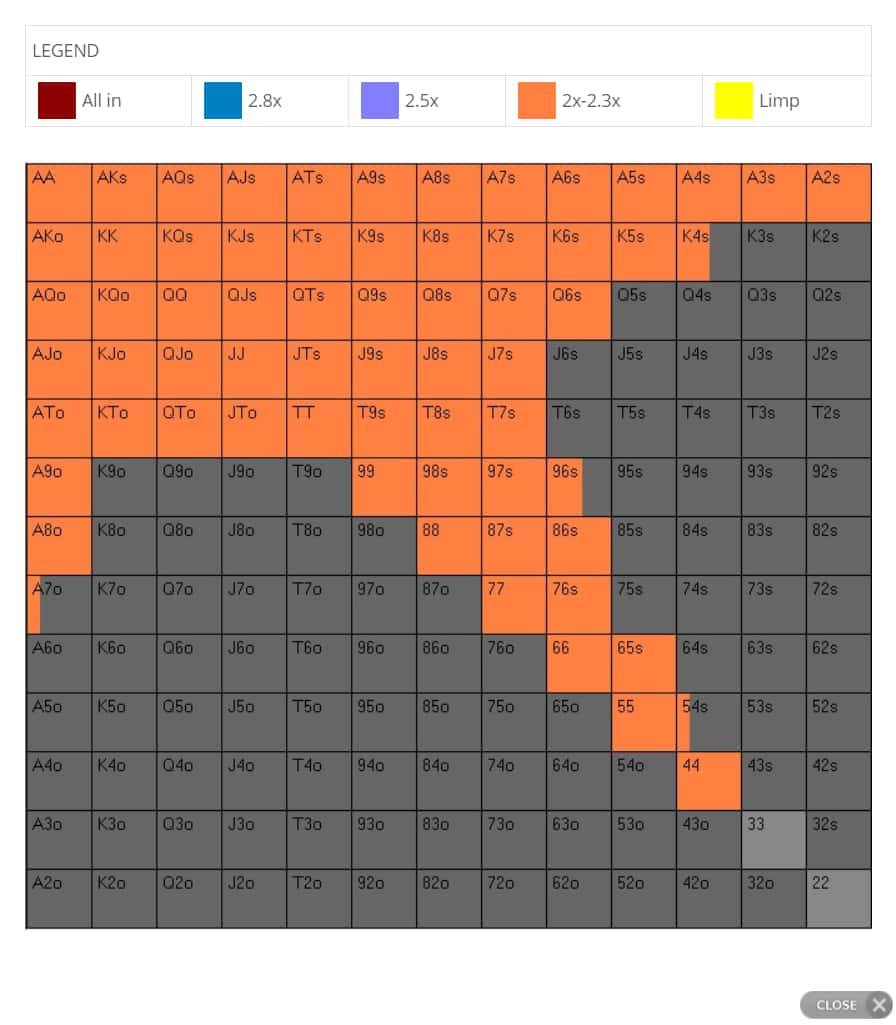 LEGEND
All in 2.8x 2.5x 2x-2.3x Limp
AA AKs AQs AJs ATs A9s A8s A7s A6s A5s A4s A3s A2s
AKo KK KQs KJs KTs K9s K8s K7s K6s K5s K4s K3s K2s
AQo KQo QQ QJs QTs Q9s Q8s Q7s Q6s Q5s Q4s Q3s Q2s
AJo KJo QJo JJ JTs J9s J8s J7s J6s J5s J4s J3s J2s
ATo KTo QTo JTo TT T9s T8s T7s T6s T5s T4s T3s T2s
A9o K9o Q9o J9o T9o 99 98s 97s 96s 95s 94s 93s 92s
A8o K8o Q8o J8o T8o 98o 88 87s 86s 85s 84s 83s 82s
A7o K7o Q7o J7o T7o 97o 87o 77 76s 75s 74s 73s 72s
A6o K6o Q6o J6o T6o 96o 86o 76o 66 65s 64s 63s 62s
A5o K5o Q5o J5o T5o 95o 85o 75o 65o 55 54s 53s 52s
A4o K4o Q4o J4o T4o 94o 84o 74o 64o 54o 44 43s 42s
A3o K3o Q3o J3o T3o 93o 83o 73o 63o 53o 43o 33 32s
A2o K2o Q2o J2o T2o 92o 82o 72o 62o 52o 42o 32o 22
CLOSE